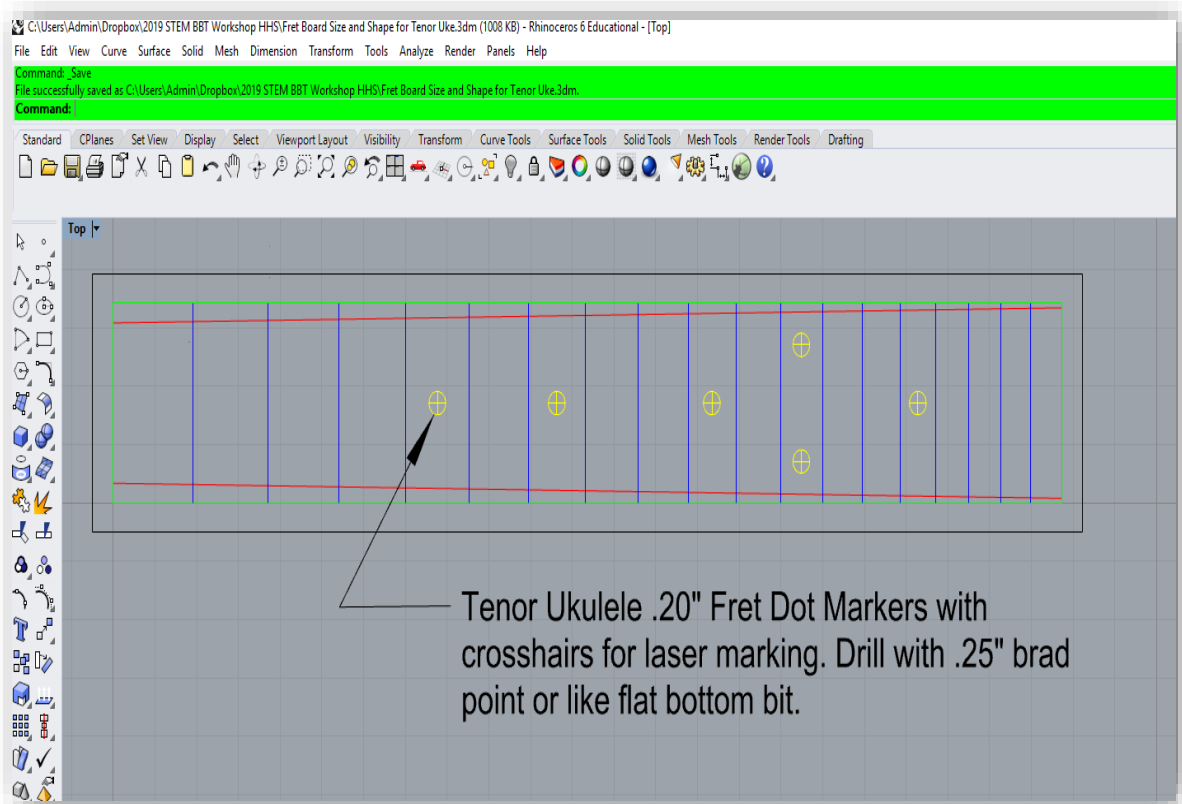 C:\Users\Admin\Dropbox\2019 STEM BBT Workshop HHS\Fret Board Size and Shape for Tenor Uke.3dm (1008 KB) - Rhinoceros 6 Educational - [Top]
File Edit View Curve Surface Solid Mesh Dimension Transform Tools Analyze Render Panels Help
Command: _Save
File successfully saved as C:\Users\Admin\Dropbox\2019 STEM BBT Workshop HHS\Fret Board Size and Shape for Tenor Uke.3dm.
Command:
Standard CPlanes Set View Display Select Viewport Layout Visibility Transform Curve Tools Surface Tools Solid Tools Mesh Tools Render Tools Drafting
Top
Tenor Ukulele .20" Fret Dot Markers with
crosshairs for laser marking. Drill with .25" brad
point or like flat bottom bit.